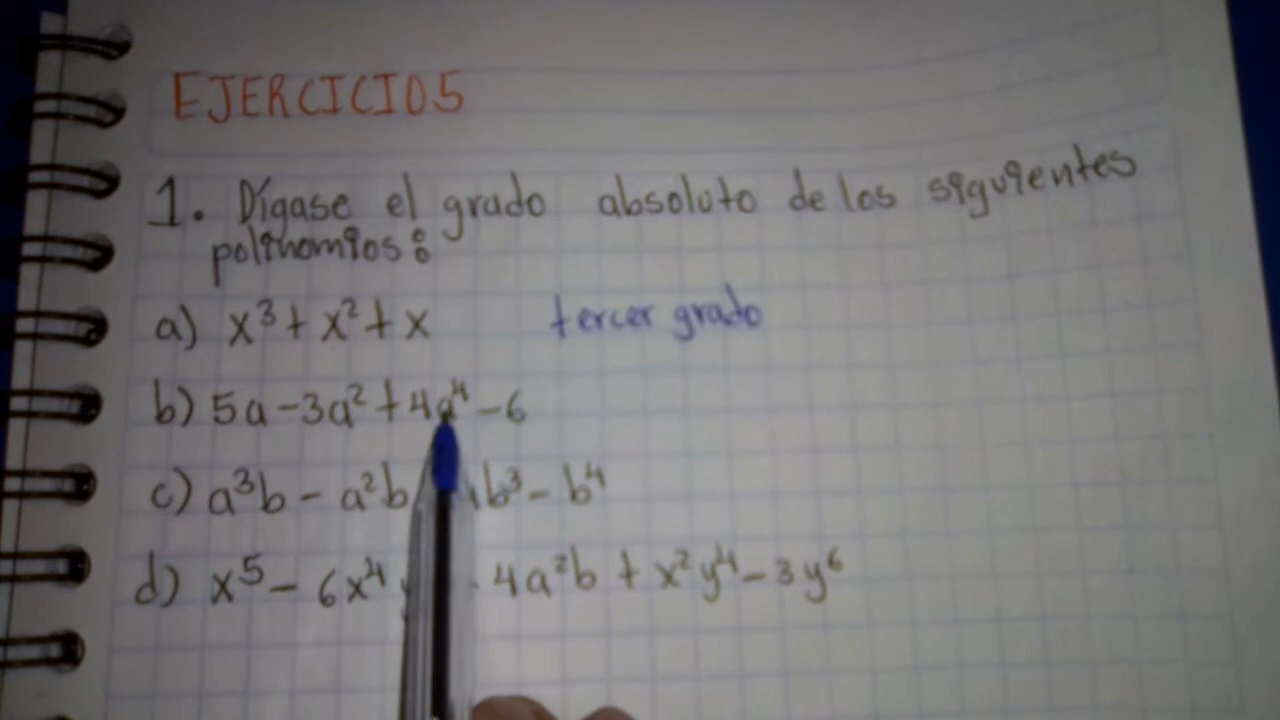 EJERCICIOS
1. Dígase el grado absoluto de los siguientes
polinomios:
a) x³ + x² + x tercer grado
b) 5a - 3a² + 4a⁴ - 6
c) a³b - a²b b³ - b⁴
d) x⁵ - 6x⁴ 4a²b + x²y⁴ - 3y⁶